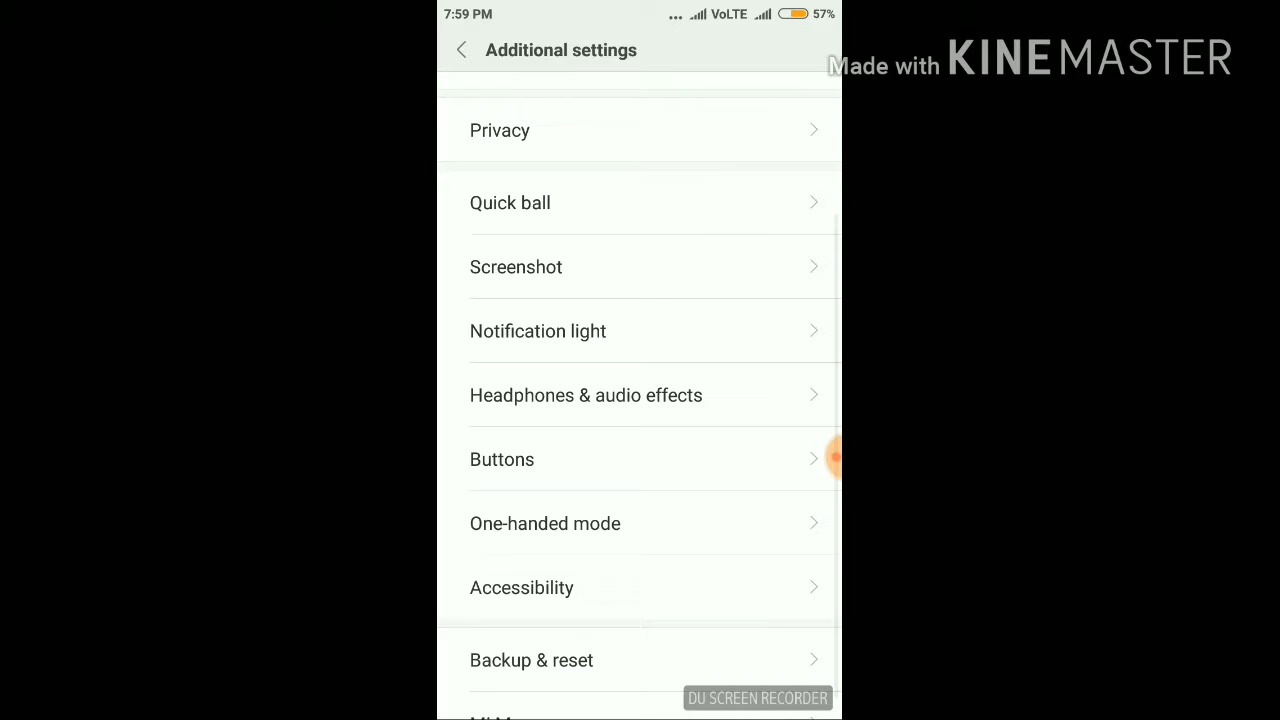 7:59 PM ... VoLTE 57%
Additional settings
Made with KINEMASTER
Privacy
Quick ball
Screenshot
Notification light
Headphones & audio effects
Buttons
One-handed mode
Accessibility
Backup & reset
DU SCREEN RECORDER